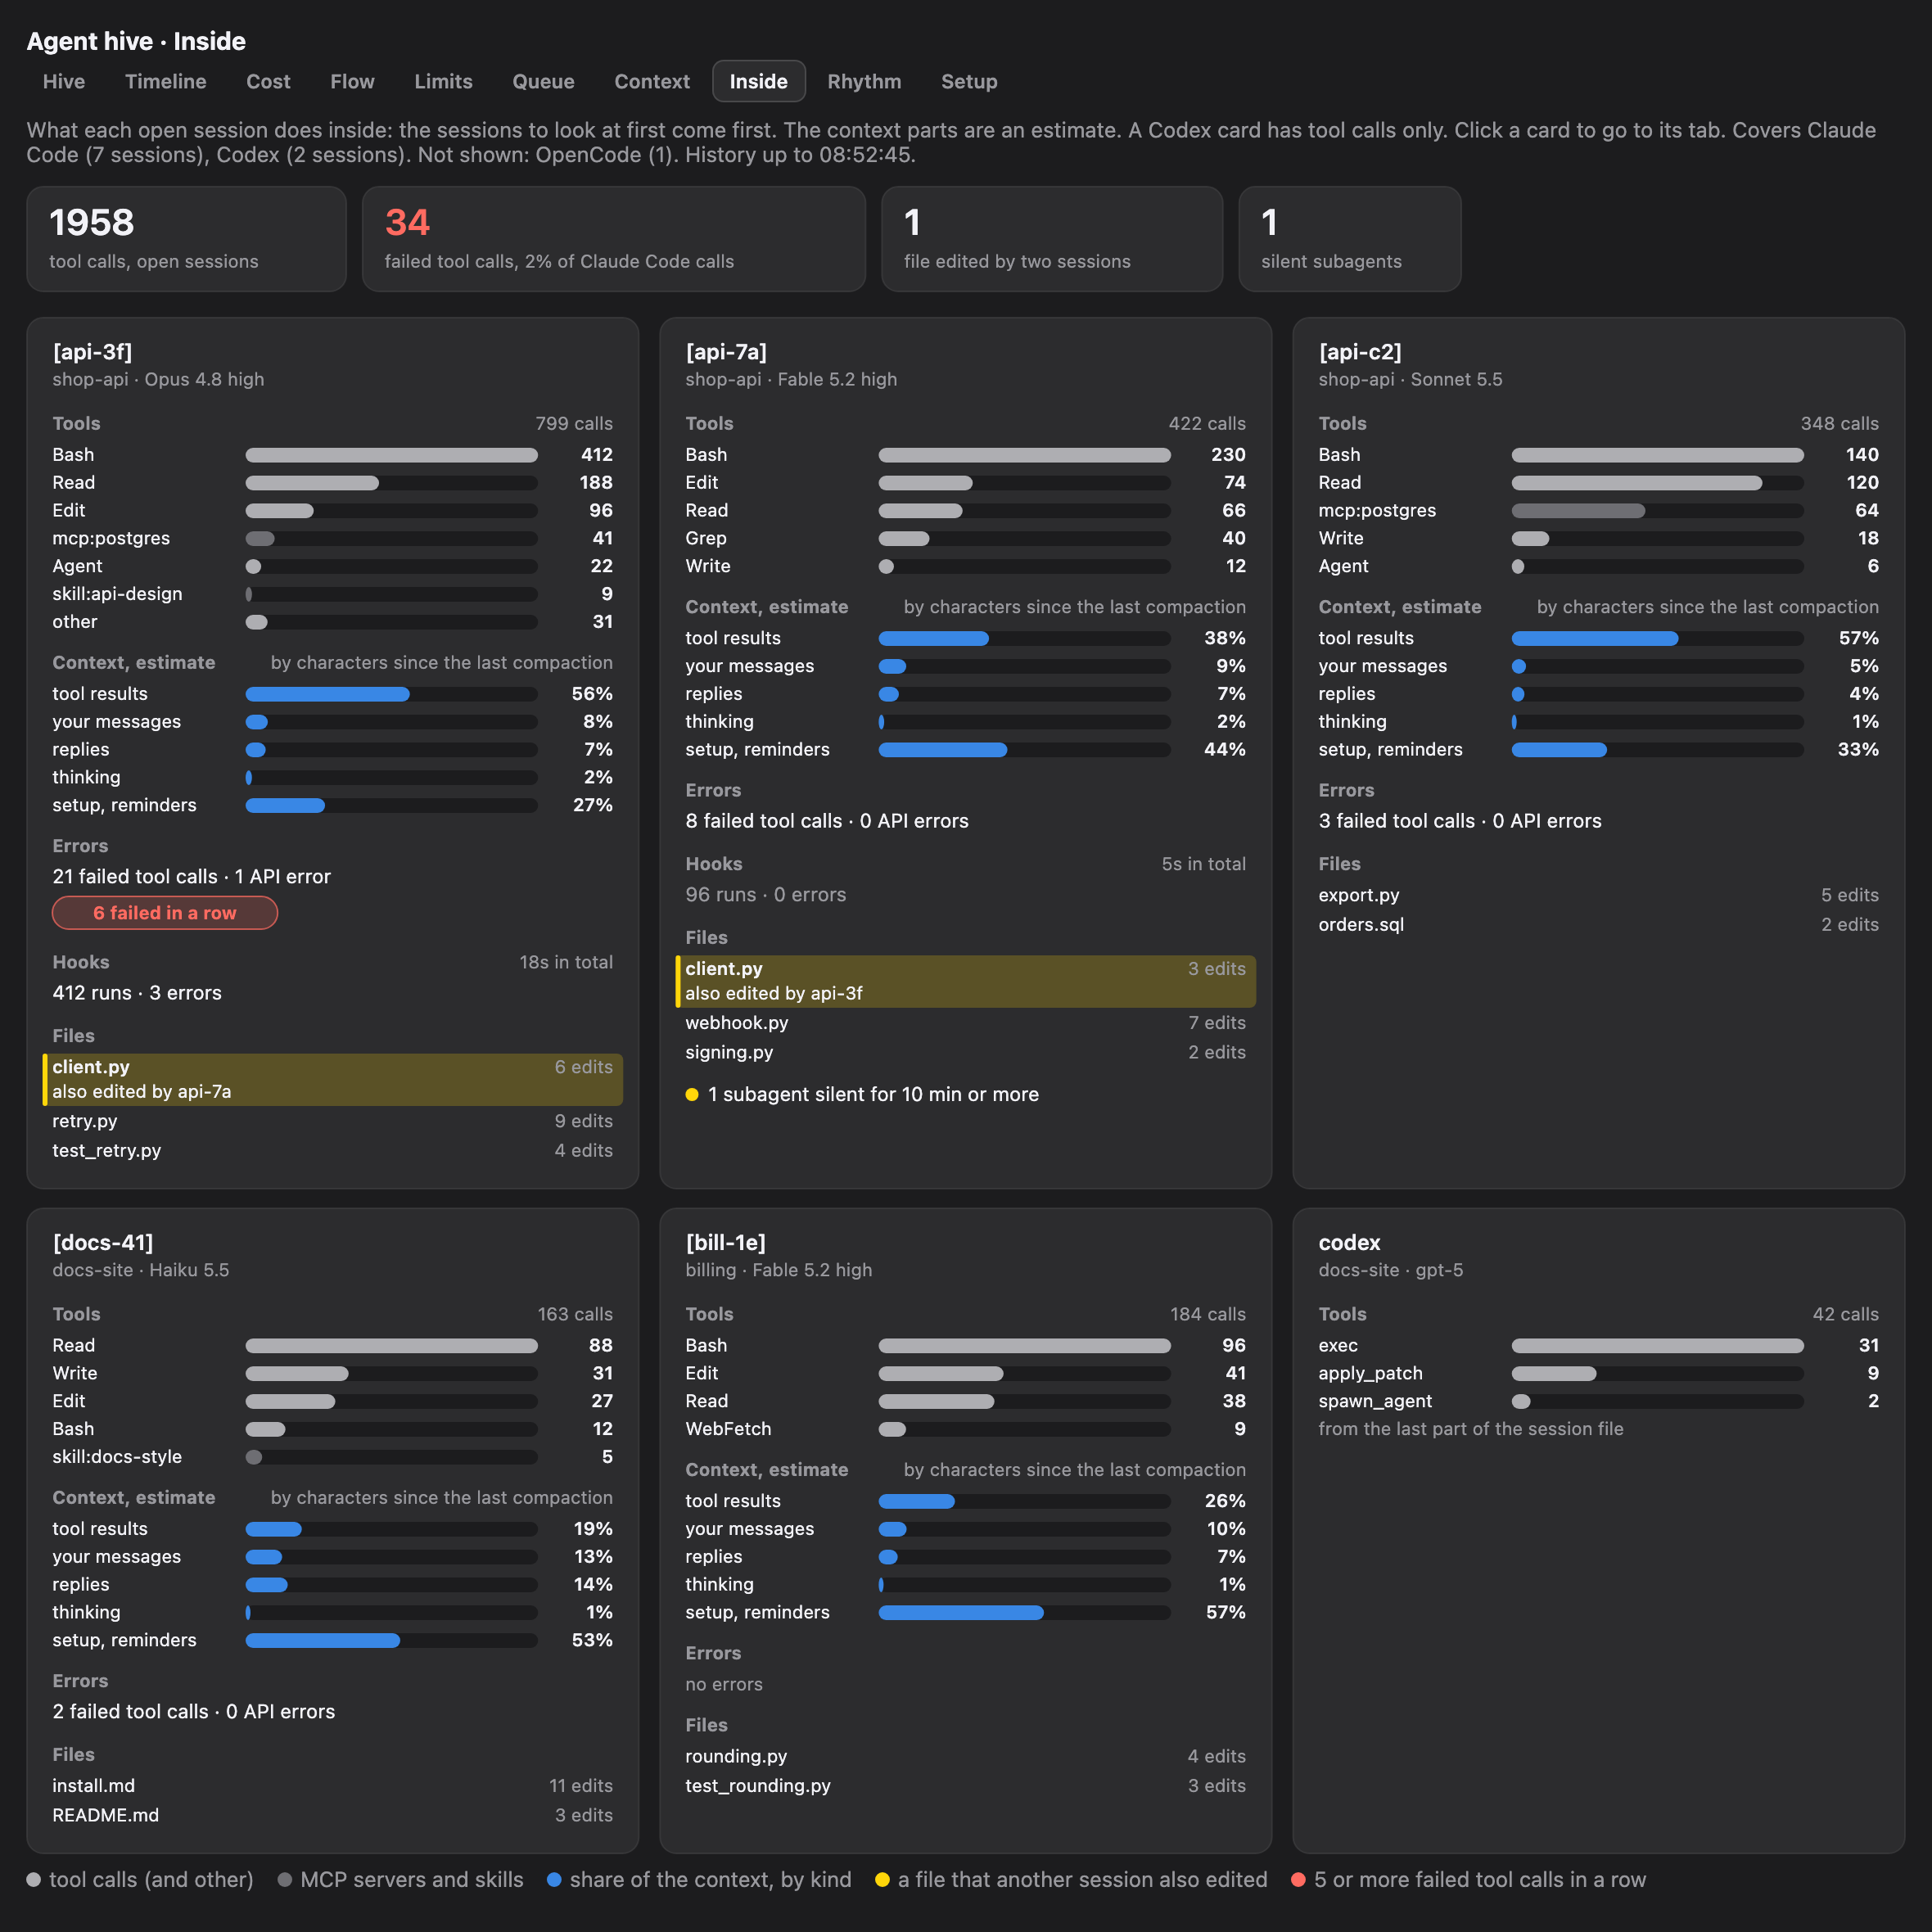 Agent hive · Inside
Hive Timeline Cost Flow Limits Queue Context Inside Rhythm Setup
What each open session does inside: the sessions to look at first come first. The context parts are an estimate. A Codex card has tool calls only. Click a card to go to its tab. Covers Claude
Code (7 sessions), Codex (2 sessions). Not shown: OpenCode (1). History up to 08:52:45.
1958
tool calls, open sessions
34
failed tool calls, 2% of Claude Code calls
1
file edited by two sessions
1
silent subagents
[api-3f]
shop-api · Opus 4.8 high
Tools 799 calls
Bash 412
Read 188
Edit 96
mcp:postgres 41
Agent 22
skill:api-design 9
other 31
Context, estimate by characters since the last compaction
tool results 56%
your messages 8%
replies 7%
thinking 2%
setup, reminders 27%
Errors
21 failed tool calls · 1 API error
6 failed in a row
Hooks 18s in total
412 runs · 3 errors
Files
client.py 6 edits
also edited by api-7a
retry.py 9 edits
test_retry.py 4 edits
[api-7a]
shop-api · Fable 5.2 high
Tools 422 calls
Bash 230
Edit 74
Read 66
Grep 40
Write 12
Context, estimate by characters since the last compaction
tool results 38%
your messages 9%
replies 7%
thinking 2%
setup, reminders 44%
Errors
8 failed tool calls · 0 API errors
Hooks 5s in total
96 runs · 0 errors
Files
client.py 3 edits
also edited by api-3f
webhook.py 7 edits
signing.py 2 edits
1 subagent silent for 10 min or more
[api-c2]
shop-api · Sonnet 5.5
Tools 348 calls
Bash 140
Read 120
mcp:postgres 64
Write 18
Agent 6
Context, estimate by characters since the last compaction
tool results 57%
your messages 5%
replies 4%
thinking 1%
setup, reminders 33%
Errors
3 failed tool calls · 0 API errors
Files
export.py 5 edits
orders.sql 2 edits
[docs-41]
docs-site · Haiku 5.5
Tools 163 calls
Read 88
Write 31
Edit 27
Bash 12
skill:docs-style 5
Context, estimate by characters since the last compaction
tool results 19%
your messages 13%
replies 14%
thinking 1%
setup, reminders 53%
Errors
2 failed tool calls · 0 API errors
Files
install.md 11 edits
README.md 3 edits
[bill-1e]
billing · Fable 5.2 high
Tools 184 calls
Bash 96
Edit 41
Read 38
WebFetch 9
Context, estimate by characters since the last compaction
tool results 26%
your messages 10%
replies 7%
thinking 1%
setup, reminders 57%
Errors
no errors
Files
rounding.py 4 edits
test_rounding.py 3 edits
codex
docs-site · gpt-5
Tools 42 calls
exec 31
apply_patch 9
spawn_agent 2
from the last part of the session file
tool calls (and other) MCP servers and skills share of the context, by kind a file that another session also edited 5 or more failed tool calls in a row